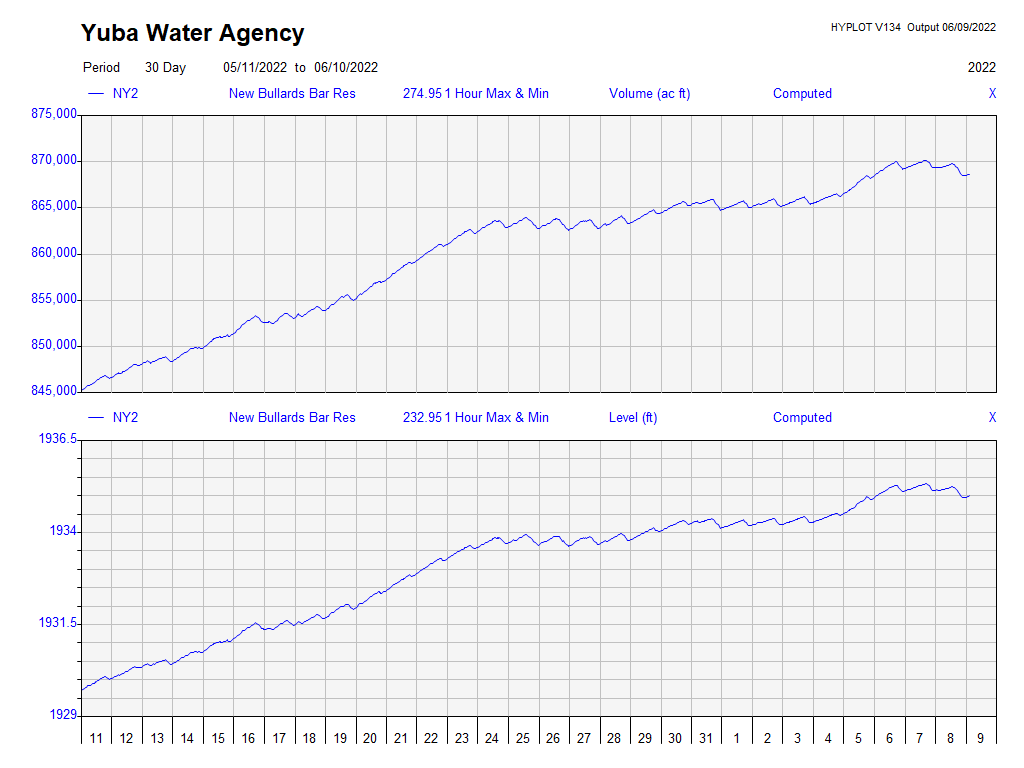 Yuba Water Agency
HYPLOT V134 Output 06/09/2022
Period 30 Day 05/11/2022 to 06/10/2022 2022
NY2 New Bullards Bar Res 274.95 1 Hour Max & Min Volume (ac ft) Computed X
875,000
870,000
865,000
860,000
855,000
850,000
845,000
NY2 New Bullards Bar Res 232.95 1 Hour Max & Min Level (ft) Computed X
1936.5
1934
1931.5
1929
11 12 13 14 15 16 17 18 19 20 21 22 23 24 25 26 27 28 29 30 31 1 2 3 4 5 6 7 8 9